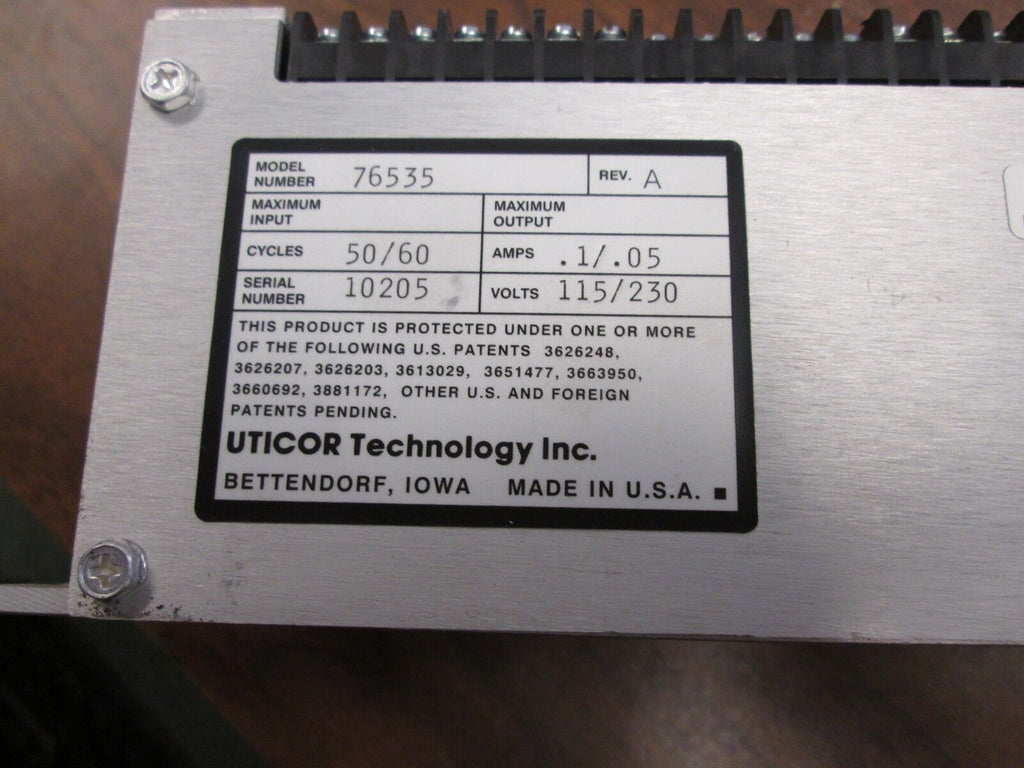 MODEL NUMBER 76535 REV. A
MAXIMUM INPUT MAXIMUM OUTPUT
CYCLES 50/60 AMPS .1/.05
SERIAL NUMBER 10205 VOLTS 115/230
THIS PRODUCT IS PROTECTED UNDER ONE OR MORE
OF THE FOLLOWING U.S. PATENTS 3626248,
3626207, 3626203, 3613029, 3651477, 3663950,
3660692, 3881172, OTHER U.S. AND FOREIGN
PATENTS PENDING.
UTICOR Technology Inc.
BETTENDORF, IOWA MADE IN U.S.A.